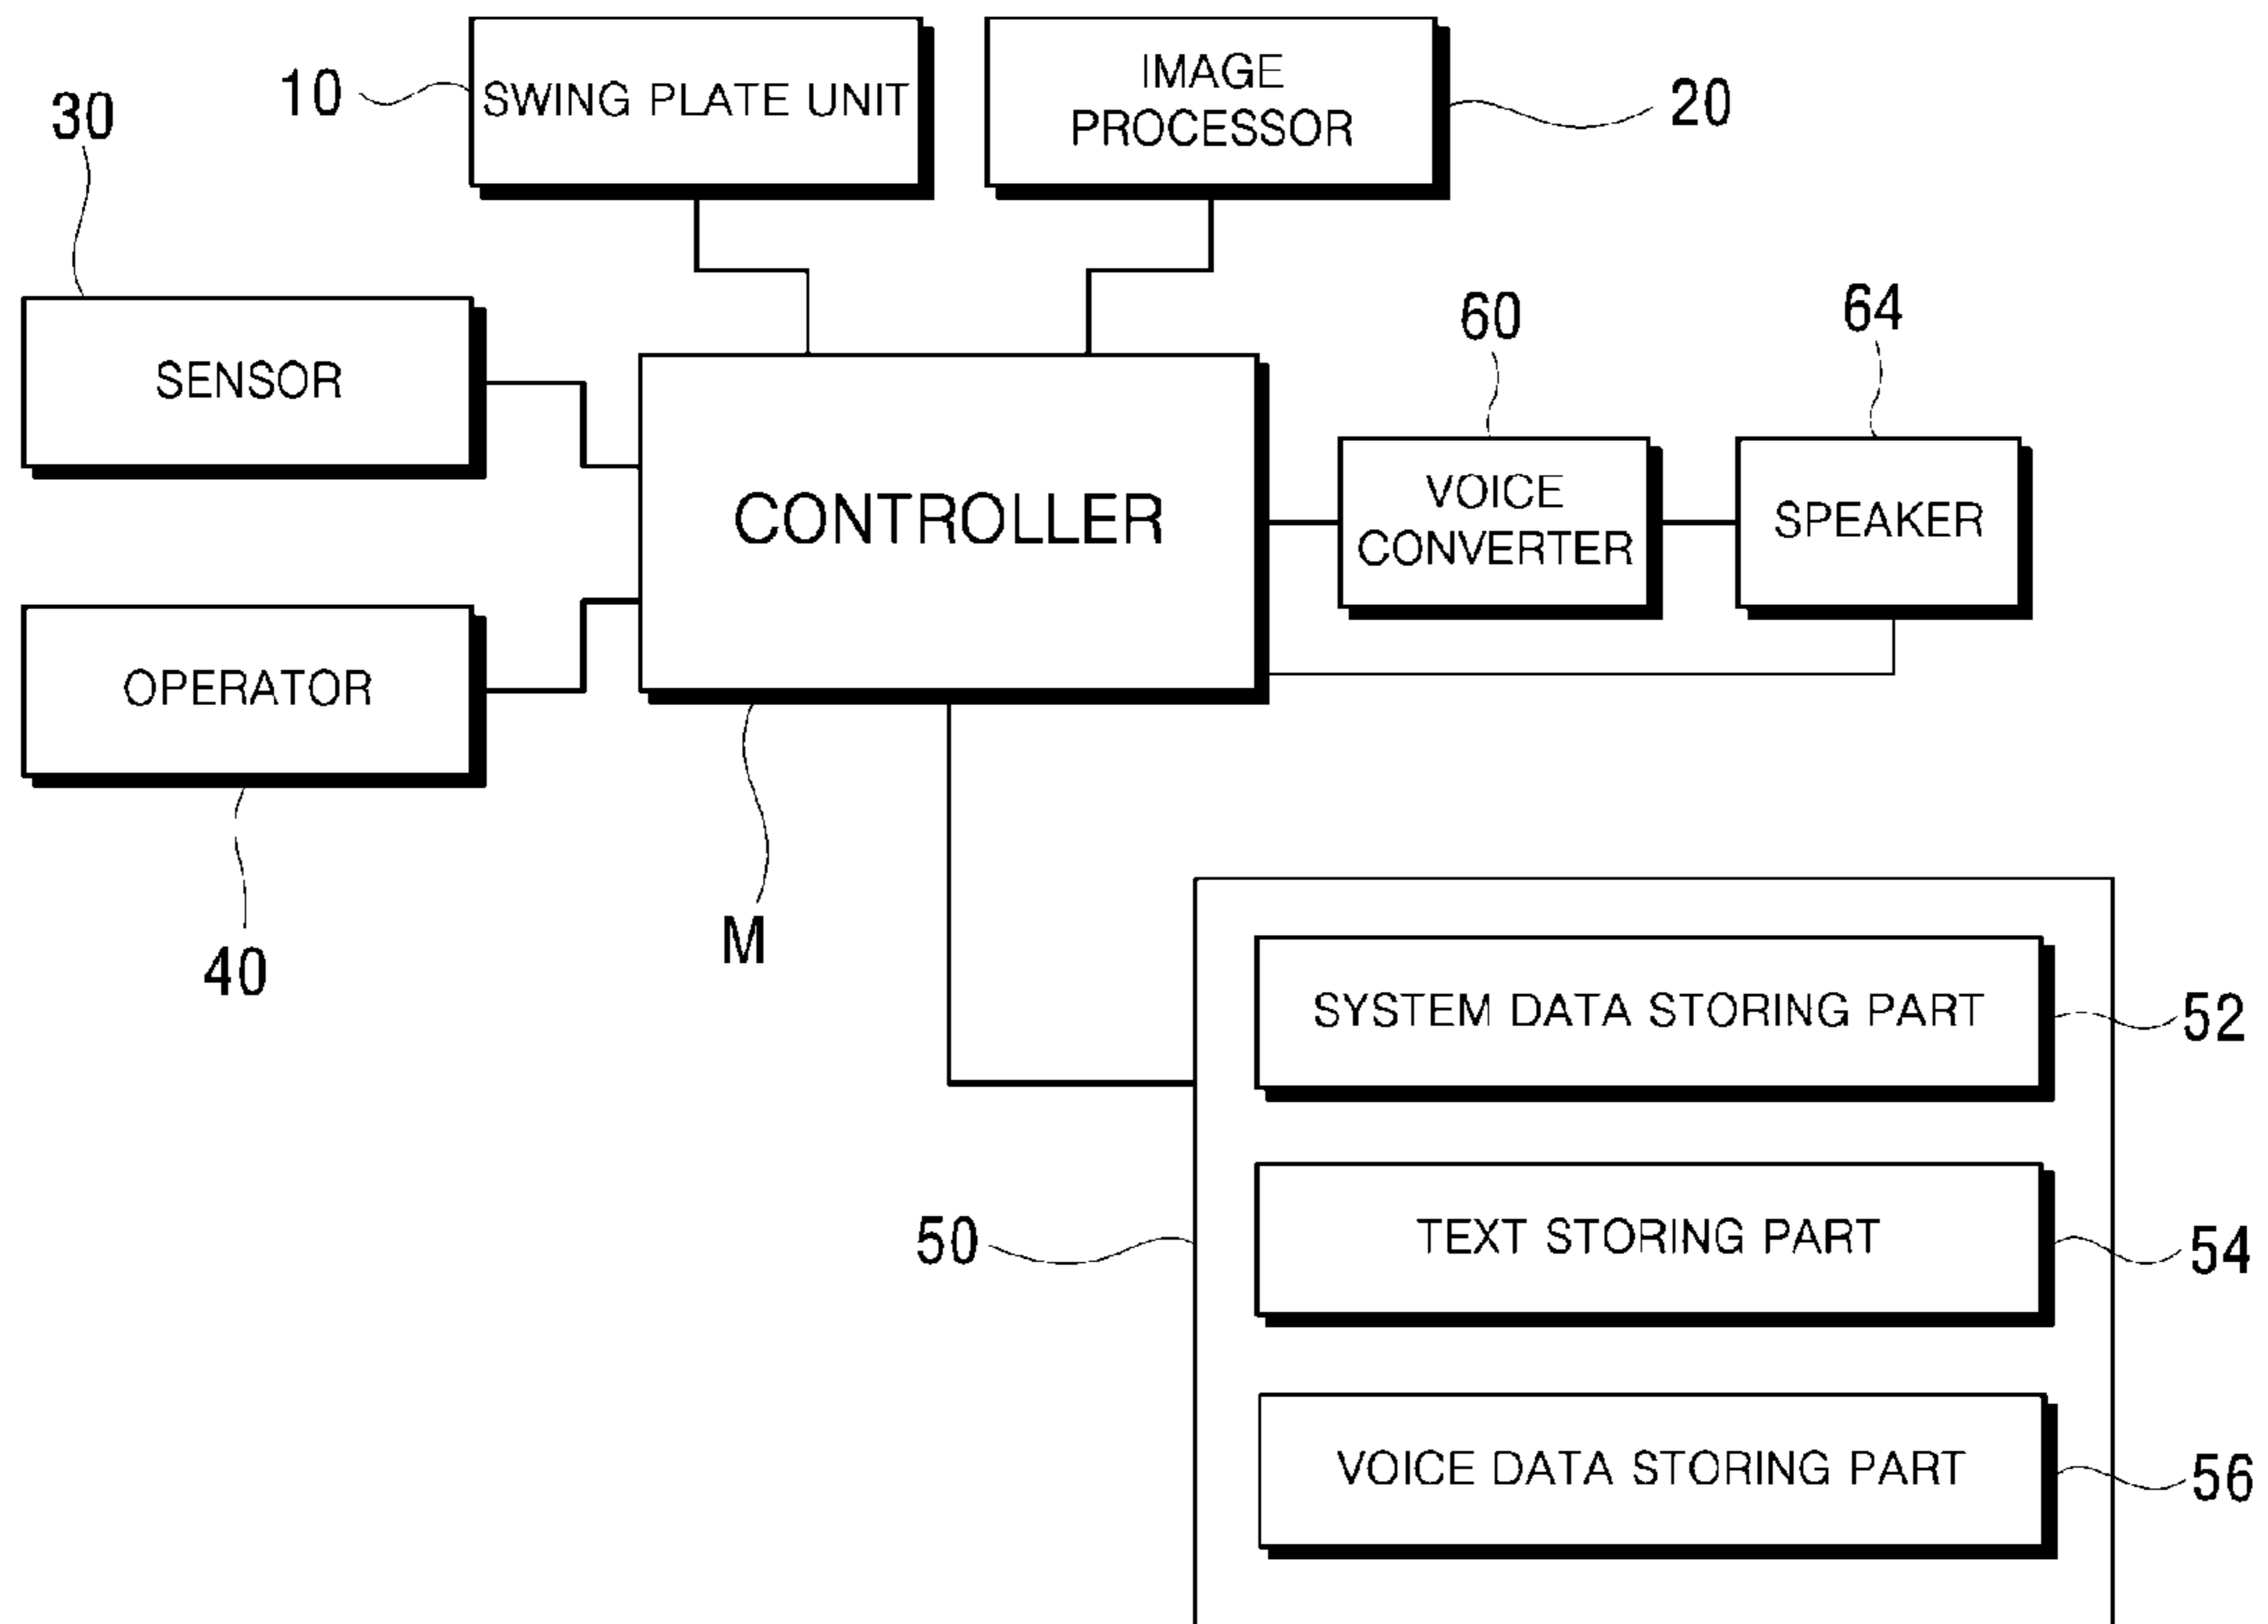 10
SWING PLATE UNIT
IMAGE
PROCESSOR
20
30
SENSOR
60
64
CONTROLLER
VOICE
CONVERTER
SPEAKER
OPERATOR
40
M
SYSTEM DATA STORING PART
52
50
TEXT STORING PART
54
VOICE DATA STORING PART
56